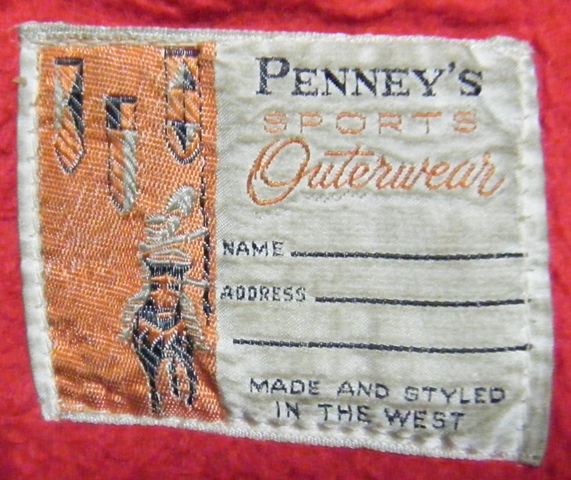 PENNEY'S
SPORTS
Outerwear
NAME
ADDRESS
MADE AND STYLED
IN THE WEST